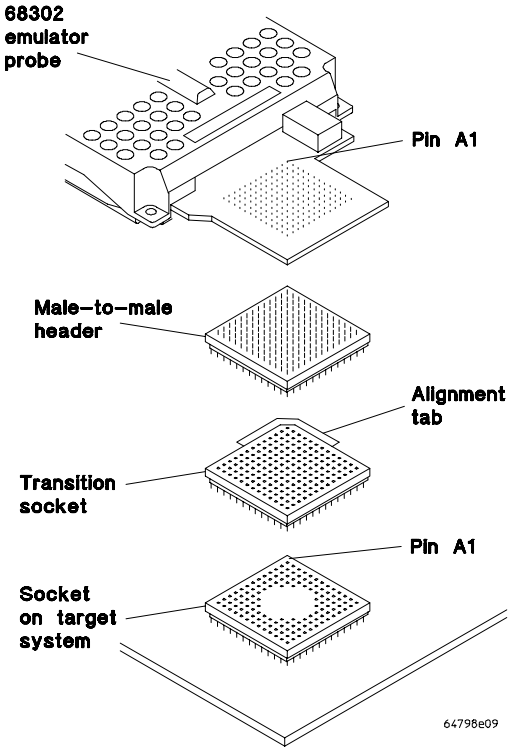 68302
emulator
probe
Pin A1
Male-to-male
header
Alignment
tab
Transition
socket
Pin A1
Socket
on target
system
64798e09